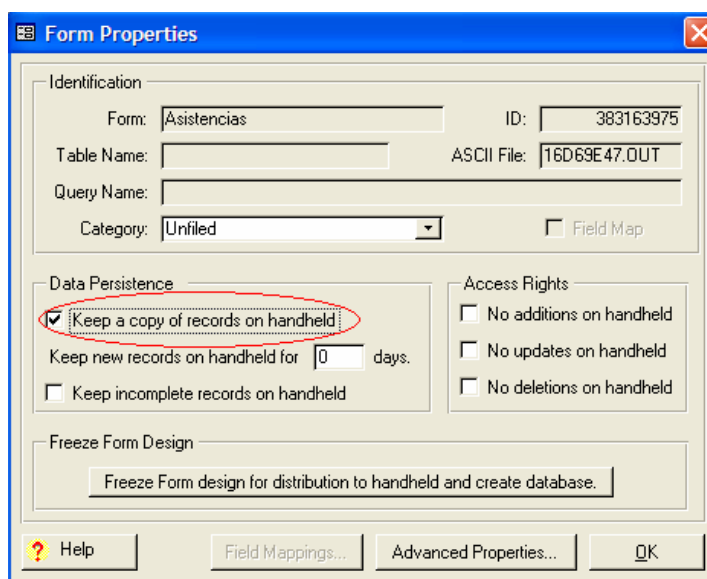 Form Properties
Identification
Form: Asistencias ID: 383163975
Table Name: ASCII File: 16D69E47.OUT
Query Name:
Category: Unfiled Field Map
Data Persistence Access Rights
Keep a copy of records on handheld No additions on handheld
Keep new records on handheld for 0 days. No updates on handheld
Keep incomplete records on handheld No deletions on handheld
Freeze Form Design
Freeze Form design for distribution to handheld and create database.
? Help Field Mappings... Advanced Properties... OK